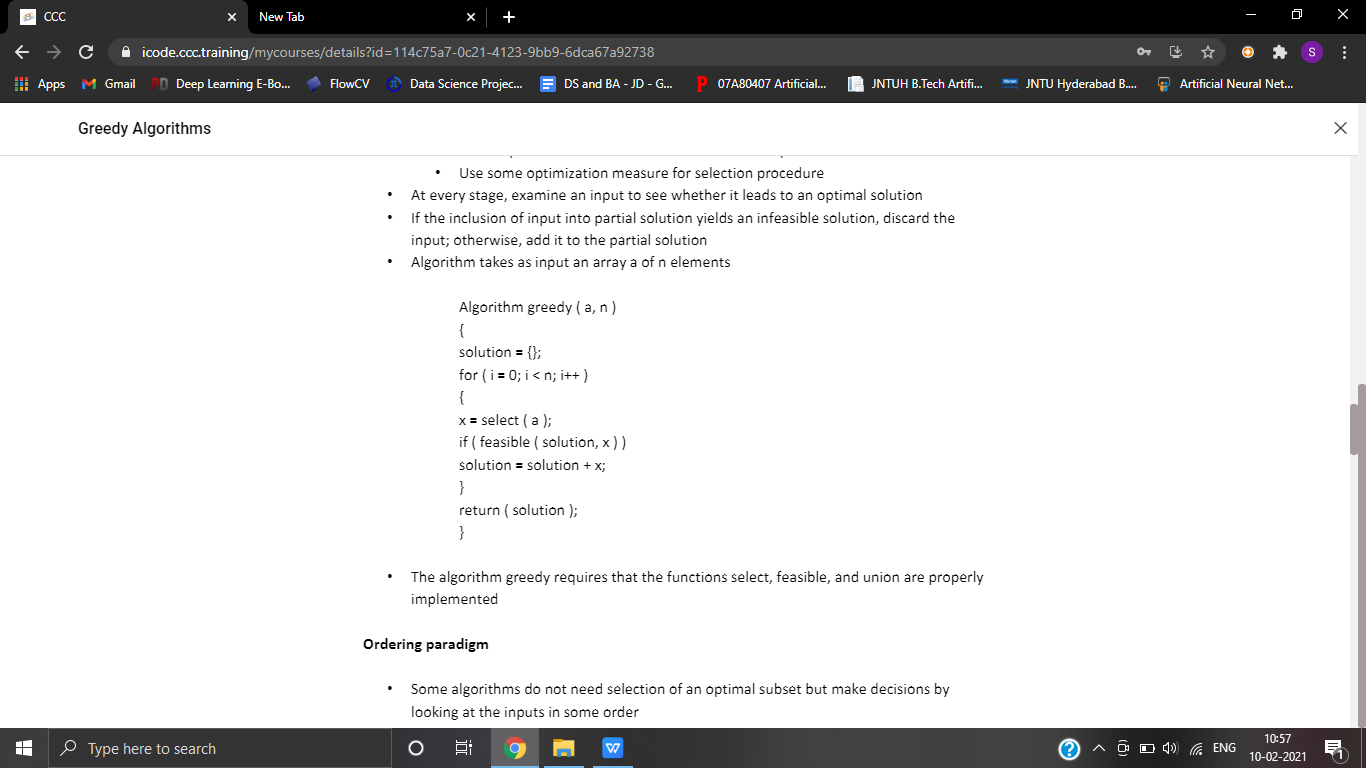 CCC
New Tab
icode.ccc.training/mycourses/details?id=114c75a7-0c21-4123-9bb9-6dca67a92738
S
Apps
Gmail
Deep Learning E-Bo...
FlowCV
Data Science Projec...
DS and BA - JD - G...
07A80407 Artificial...
JNTUH B.Tech Artifi...
JNTU Hyderabad B....
Artificial Neural Net...
Greedy Algorithms
• Use some optimization measure for selection procedure
• At every stage, examine an input to see whether it leads to an optimal solution
• If the inclusion of input into partial solution yields an infeasible solution, discard the
input; otherwise, add it to the partial solution
• Algorithm takes as input an array a of n elements
Algorithm greedy ( a, n )
{
solution = {};
for ( i = 0; i < n; i++ )
{
x = select ( a );
if ( feasible ( solution, x ) )
solution = solution + x;
}
return ( solution );
}
• The algorithm greedy requires that the functions select, feasible, and union are properly
implemented
Ordering paradigm
• Some algorithms do not need selection of an optimal subset but make decisions by
looking at the inputs in some order
Type here to search
ENG
10:57
10-02-2021
1